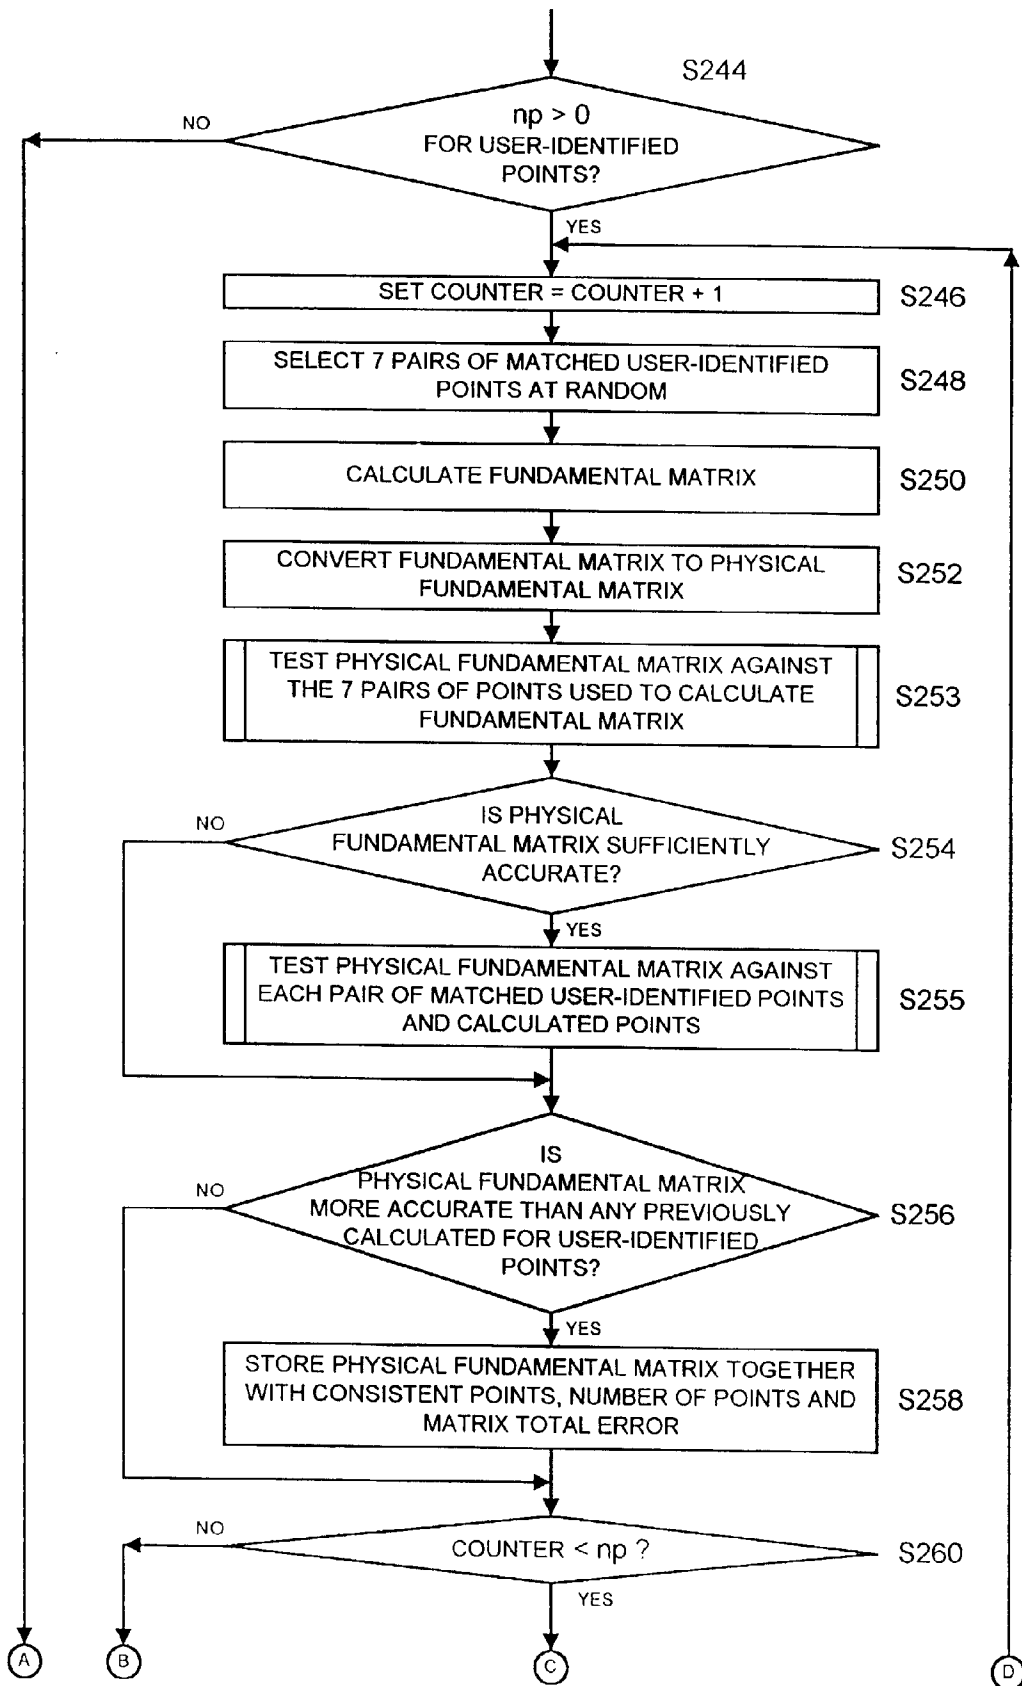 S244
np > 0
FOR USER-IDENTIFIED
POINTS?
NO
YES
SET COUNTER = COUNTER + 1
S246
SELECT 7 PAIRS OF MATCHED USER-IDENTIFIED
POINTS AT RANDOM
S248
CALCULATE FUNDAMENTAL MATRIX
S250
CONVERT FUNDAMENTAL MATRIX TO PHYSICAL
FUNDAMENTAL MATRIX
S252
TEST PHYSICAL FUNDAMENTAL MATRIX AGAINST
THE 7 PAIRS OF POINTS USED TO CALCULATE
FUNDAMENTAL MATRIX
S253
NO
IS PHYSICAL
FUNDAMENTAL MATRIX SUFFICIENTLY
ACCURATE?
S254
YES
TEST PHYSICAL FUNDAMENTAL MATRIX AGAINST
EACH PAIR OF MATCHED USER-IDENTIFIED POINTS
AND CALCULATED POINTS
S255
NO
IS
PHYSICAL FUNDAMENTAL MATRIX
MORE ACCURATE THAN ANY PREVIOUSLY
CALCULATED FOR USER-IDENTIFIED
POINTS?
S256
YES
STORE PHYSICAL FUNDAMENTAL MATRIX TOGETHER
WITH CONSISTENT POINTS, NUMBER OF POINTS AND
MATRIX TOTAL ERROR
S258
NO
COUNTER < np ?
S260
YES
A
B
C
D